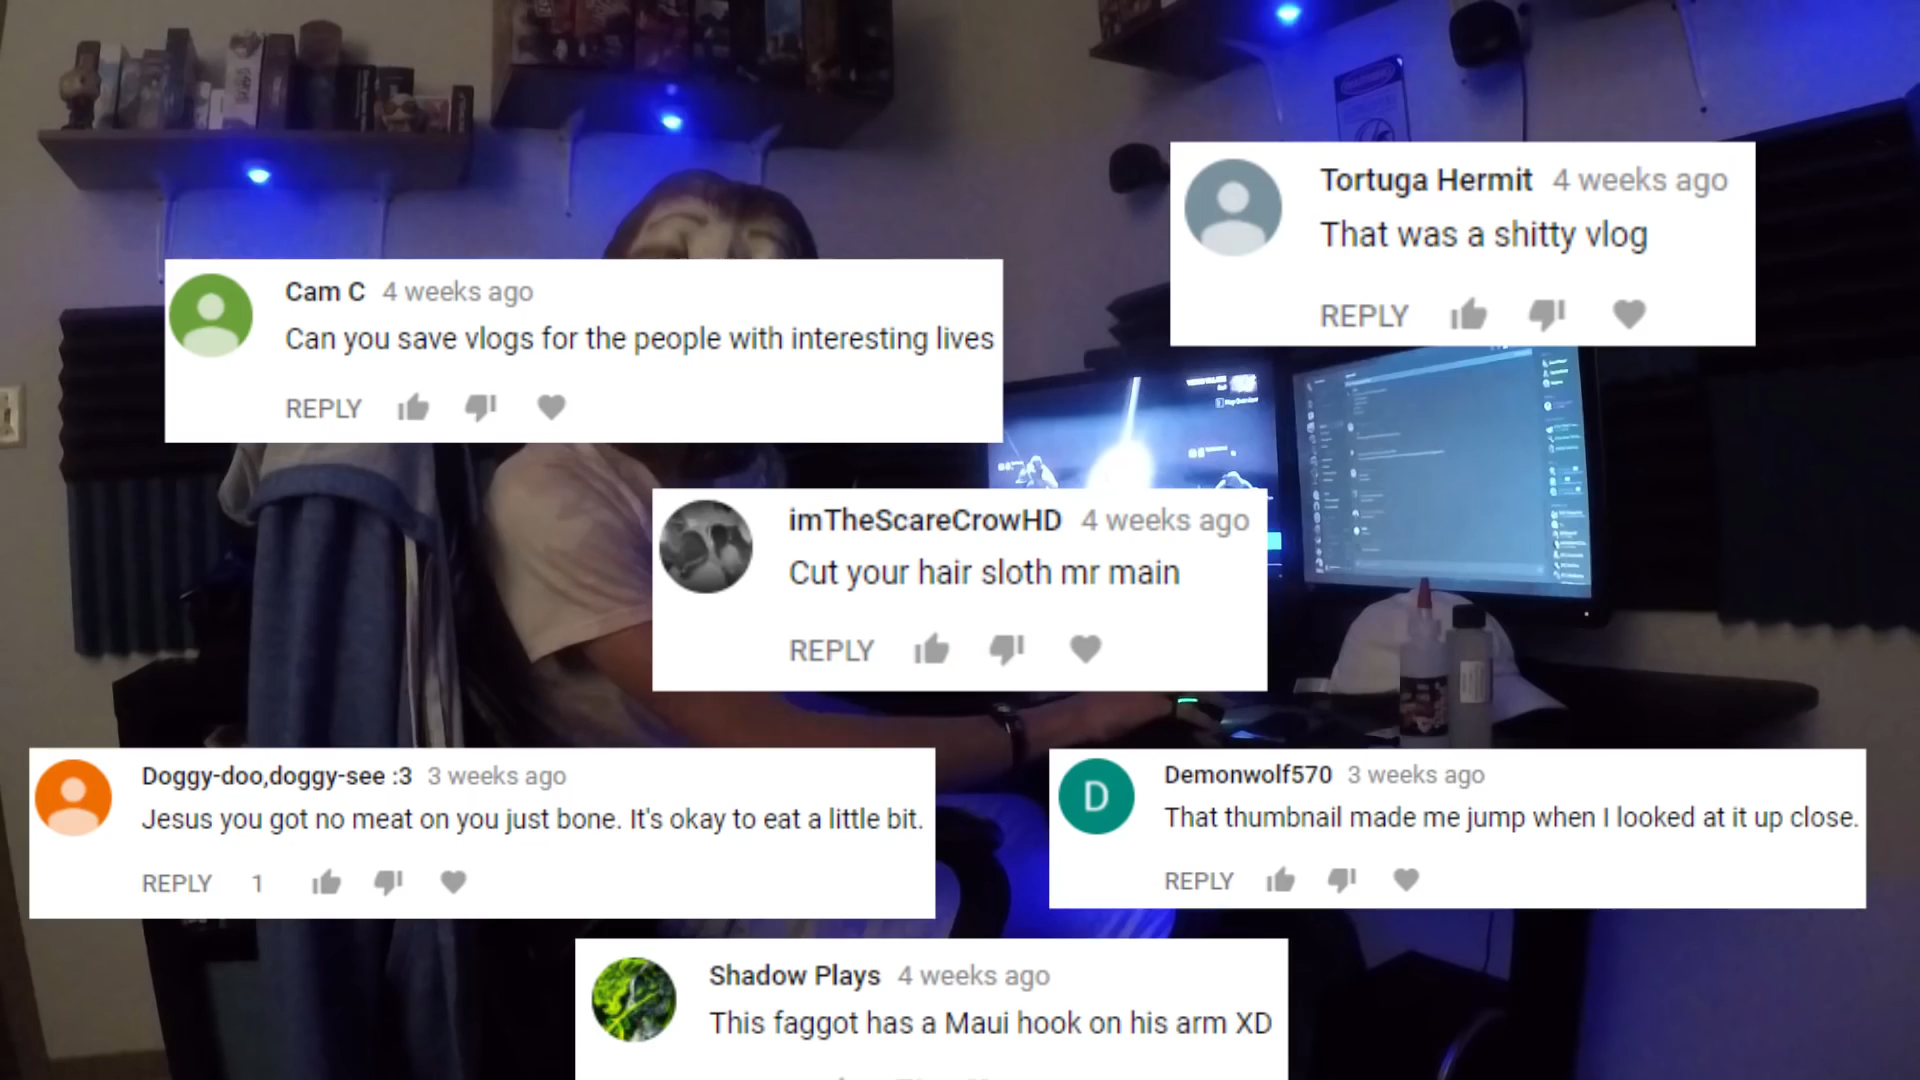 Tortuga Hermit 4 weeks ago
That was a shitty vlog
REPLY
Cam C 4 weeks ago
Can you save vlogs for the people with interesting lives
REPLY
imTheScareCrowHD 4 weeks ago
Cut your hair sloth mr main
REPLY
Doggy-doo,doggy-see :3 3 weeks ago
Jesus you got no meat on you just bone. It's okay to eat a little bit.
REPLY 1
Demonwolf570 3 weeks ago
That thumbnail made me jump when I looked at it up close.
REPLY
Shadow Plays 4 weeks ago
This faggot has a Maui hook on his arm XD